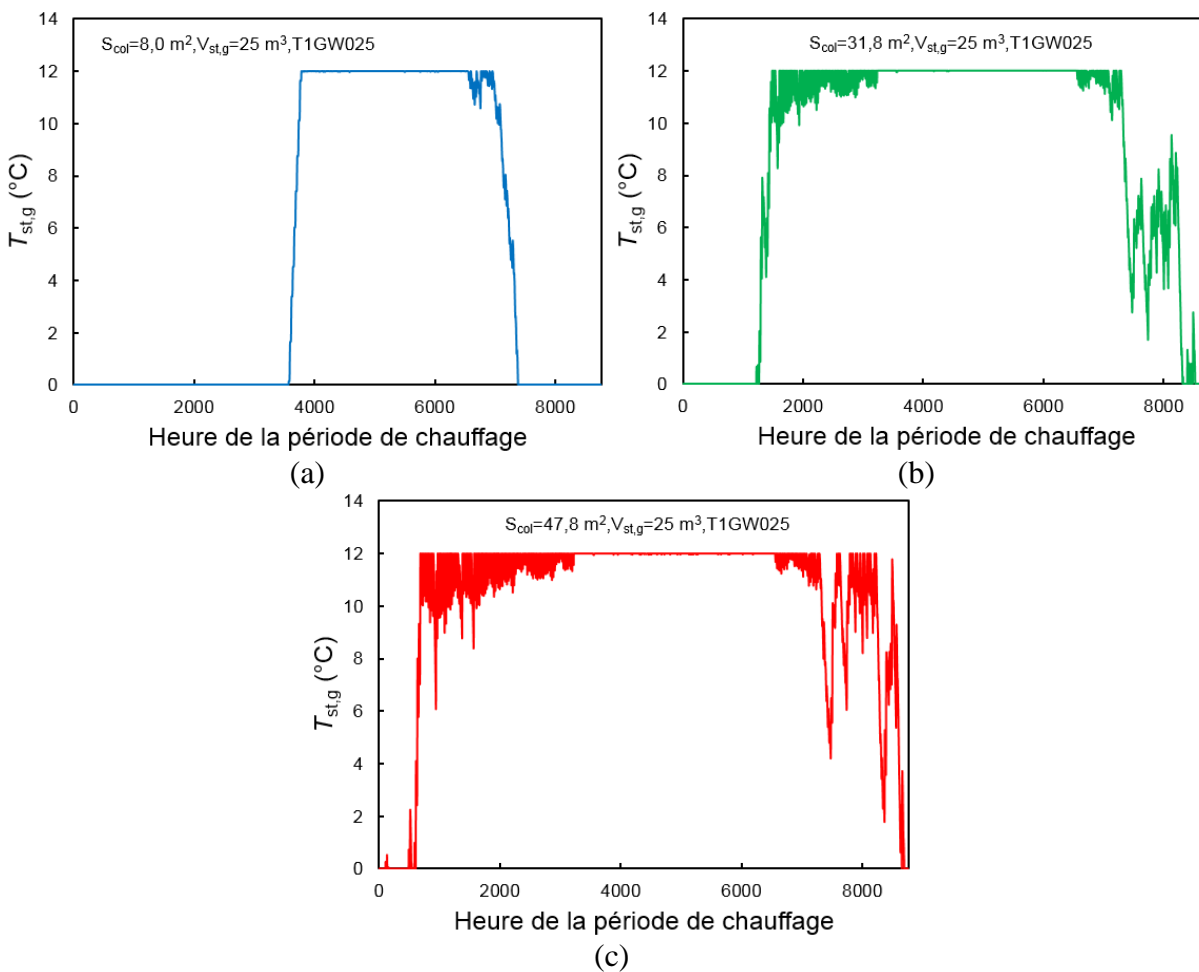 S_col=8,0 m²,V_st,g=25 m³,T1GW025
14
12
10
8
6
4
2
0
T_st,g (°C)
0 2000 4000 6000 8000
Heure de la période de chauffage
(a)
S_col=31,8 m²,V_st,g=25 m³,T1GW025
14
12
10
8
6
4
2
0
T_st,g (°C)
0 2000 4000 6000 8000
Heure de la période de chauffage
(b)
S_col=47,8 m²,V_st,g=25 m³,T1GW025
14
12
10
8
6
4
2
0
T_st,g (°C)
0 2000 4000 6000 8000
Heure de la période de chauffage
(c)